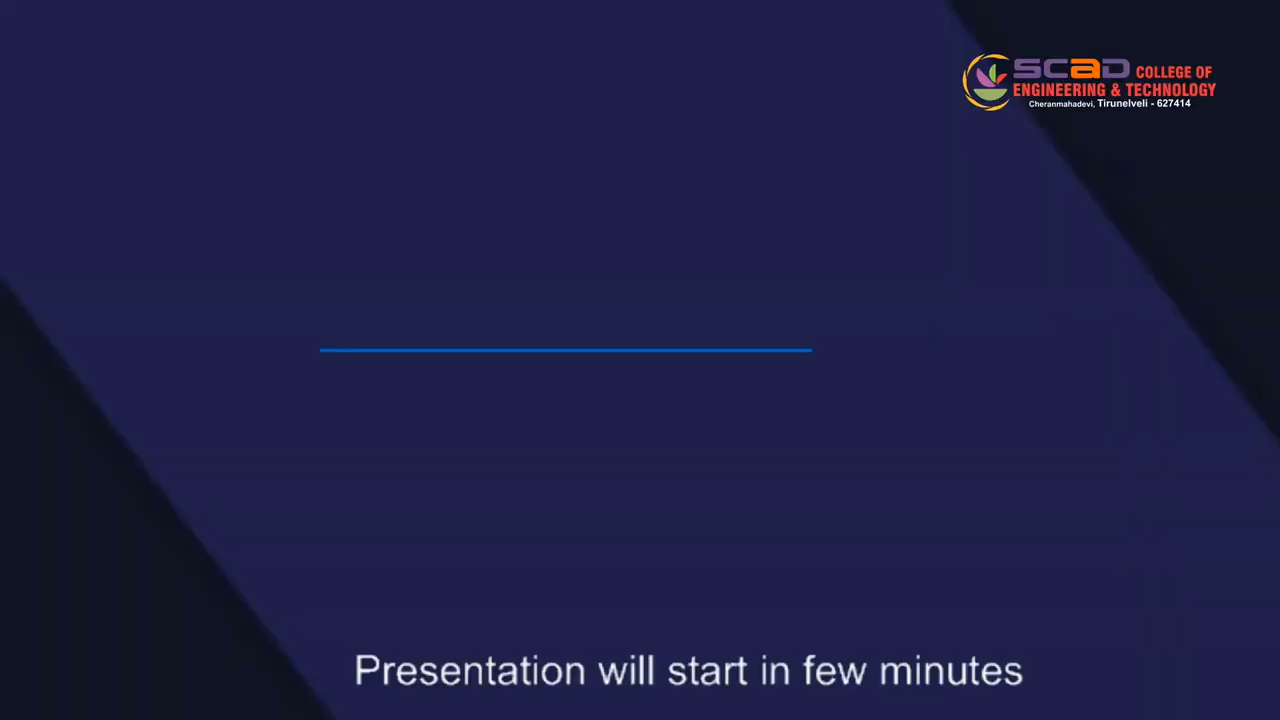 SCAD COLLEGE OF
ENGINEERING & TECHNOLOGY
Cheranmahadevi, Tirunelveli - 627414
Presentation will start in few minutes